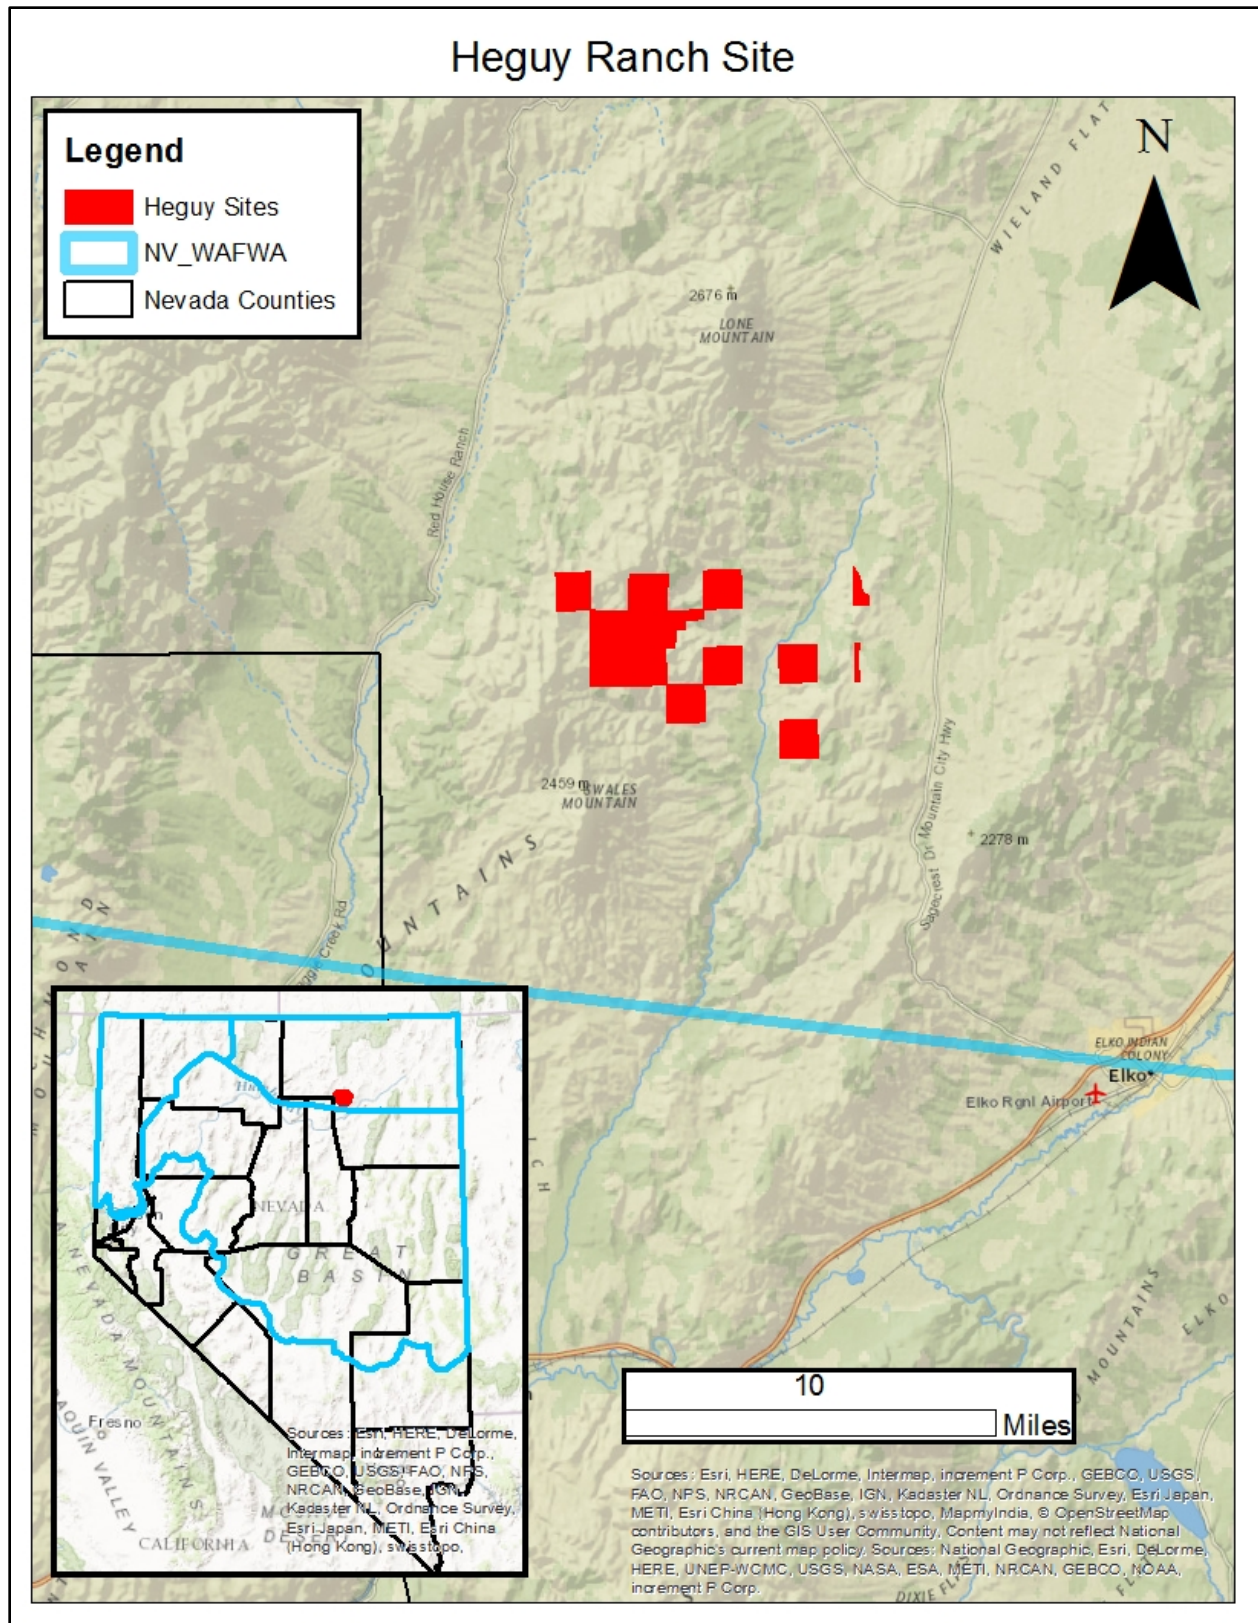 Heguy Ranch Site
Legend
Heguy Sites
NV_WAFWA
Nevada Counties
N
WIELAND FLAT
2676 m
LONE
MOUNTAIN
Red House Ranch
2459 m
SWALES
MOUNTAIN
Sagecrest Dr Mountain City Hwy
2278 m
OUNTAINS
Creek Rd
ELKO INDIAN
COLONY
Elko
Elko Rgnl Airport
NEVADA
GREAT
BASIN
NEVADA MOUNTAINS
Fresno
AQUIN VALLEY
CALIFORNIA
Sources: Esri, HERE, DeLorme,
Intermap, increment P Corp.,
GEBCO, USGS, FAO, NPS,
NRCAN, GeoBase, IGN,
Kadaster NL, Ordnance Survey,
Esri Japan, METI, Esri China
(Hong Kong), swisstopo,
10
Miles
MOUNTAINS
ELKO
Sources: Esri, HERE, DeLorme, Intermap, increment P Corp., GEBCO, USGS,
FAO, NPS, NRCAN, GeoBase, IGN, Kadaster NL, Ordnance Survey, Esri Japan,
METI, Esri China (Hong Kong), swisstopo, MapmyIndia, © OpenStreetMap
contributors, and the GIS User Community, Content may not reflect National
Geographic's current map policy. Sources: National Geographic, Esri, DeLorme,
HERE, UNEP-WCMC, USGS, NASA, ESA, METI, NRCAN, GEBCO, NOAA,
increment P Corp.
DIXIE FLATS